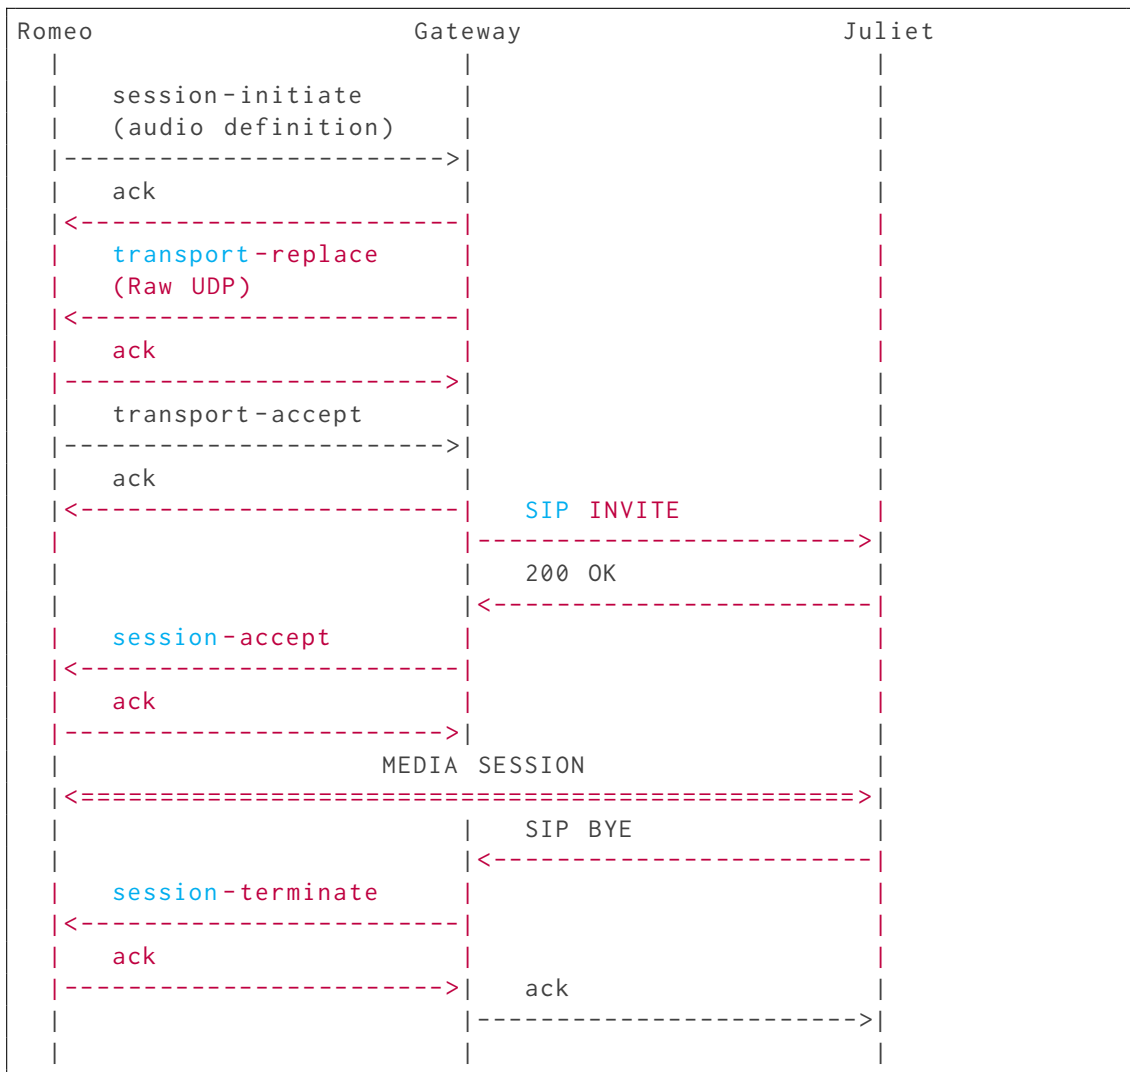 Romeo                    Gateway                    Juliet
  |                         |                         |
  |   session-initiate      |                         |
  |   (audio definition)    |                         |
  |------------------------>|                         |
  |   ack                   |                         |
  |<------------------------|                         |
  |   transport-replace     |                         |
  |   (Raw UDP)             |                         |
  |<------------------------|                         |
  |   ack                   |                         |
  |------------------------>|                         |
  |   transport-accept      |                         |
  |------------------------>|                         |
  |   ack                   |                         |
  |<------------------------|   SIP INVITE            |
  |                         |------------------------>|
  |                         |   200 OK                |
  |                         |<------------------------|
  |   session-accept        |                         |
  |<------------------------|                         |
  |   ack                   |                         |
  |------------------------>|                         |
  |                    MEDIA SESSION                  |
  |<=================================================>|
  |                         |   SIP BYE               |
  |                         |<------------------------|
  |   session-terminate     |                         |
  |<------------------------|                         |
  |   ack                   |                         |
  |------------------------>|   ack                   |
  |                         |------------------------>|
  |                         |                         |